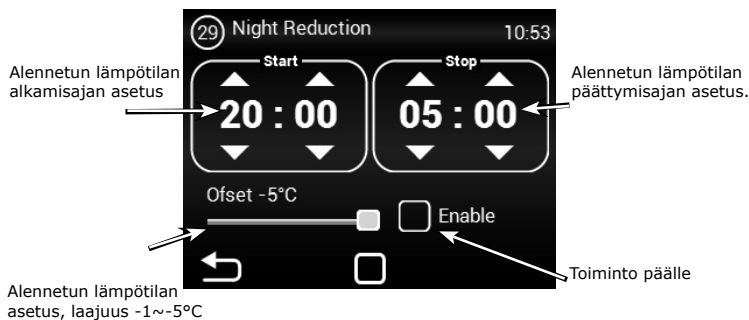 29 Night Reduction 10:53
Start Stop
Alennetun lämpötilan
alkamisajan asetus
20 : 00 05 : 00
Alennetun lämpötilan
päättymisajan asetus.
Ofset -5°C
Enable
Toiminto päälle
Alennetun lämpötilan
asetus, laajuus -1~-5°C